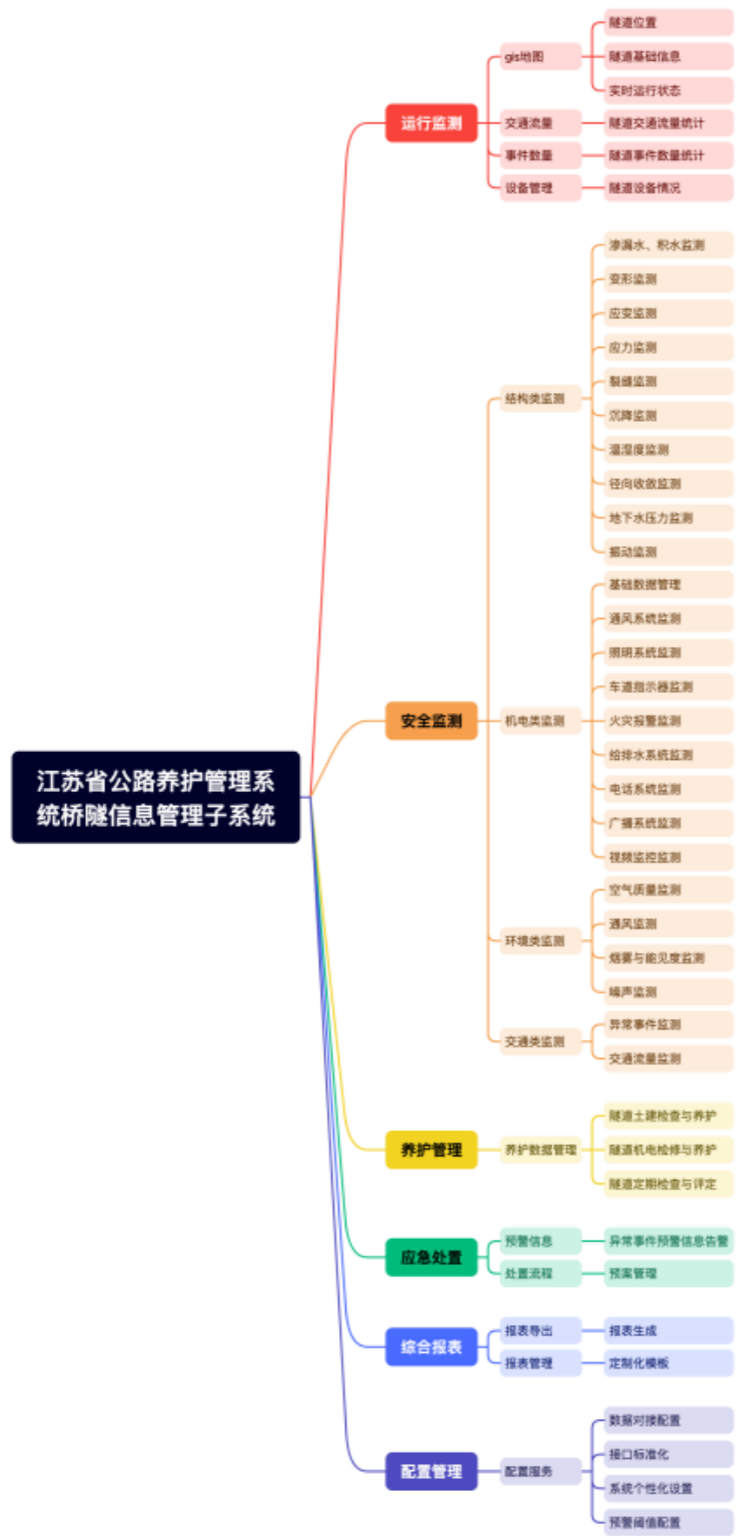 江苏省公路养护管理系
统桥隧信息管理子系统
运行监测
gis地图
隧道位置
隧道基础信息
实时运行状态
交通流量
隧道交通流量统计
事件数量
隧道事件数量统计
设备管理
隧道设备情况
安全监测
结构类监测
渗漏水、积水监测
变形监测
应变监测
应力监测
裂缝监测
沉降监测
温湿度监测
径向收敛监测
地下水压力监测
振动监测
机电类监测
基础数据管理
通风系统监测
照明系统监测
车道指示器监测
火灾报警监测
给排水系统监测
电话系统监测
广播系统监测
视频监控监测
环境类监测
空气质量监测
通风监测
烟雾与能见度监测
噪声监测
交通类监测
异常事件监测
交通流量监测
养护管理
养护数据管理
隧道土建检查与养护
隧道机电检修与养护
隧道定期检查与评定
应急处置
预警信息
异常事件预警信息告警
处置流程
预案管理
综合报表
报表导出
报表生成
报表管理
定制化模板
配置管理
配置服务
数据对接配置
接口标准化
系统个性化设置
预警阈值配置